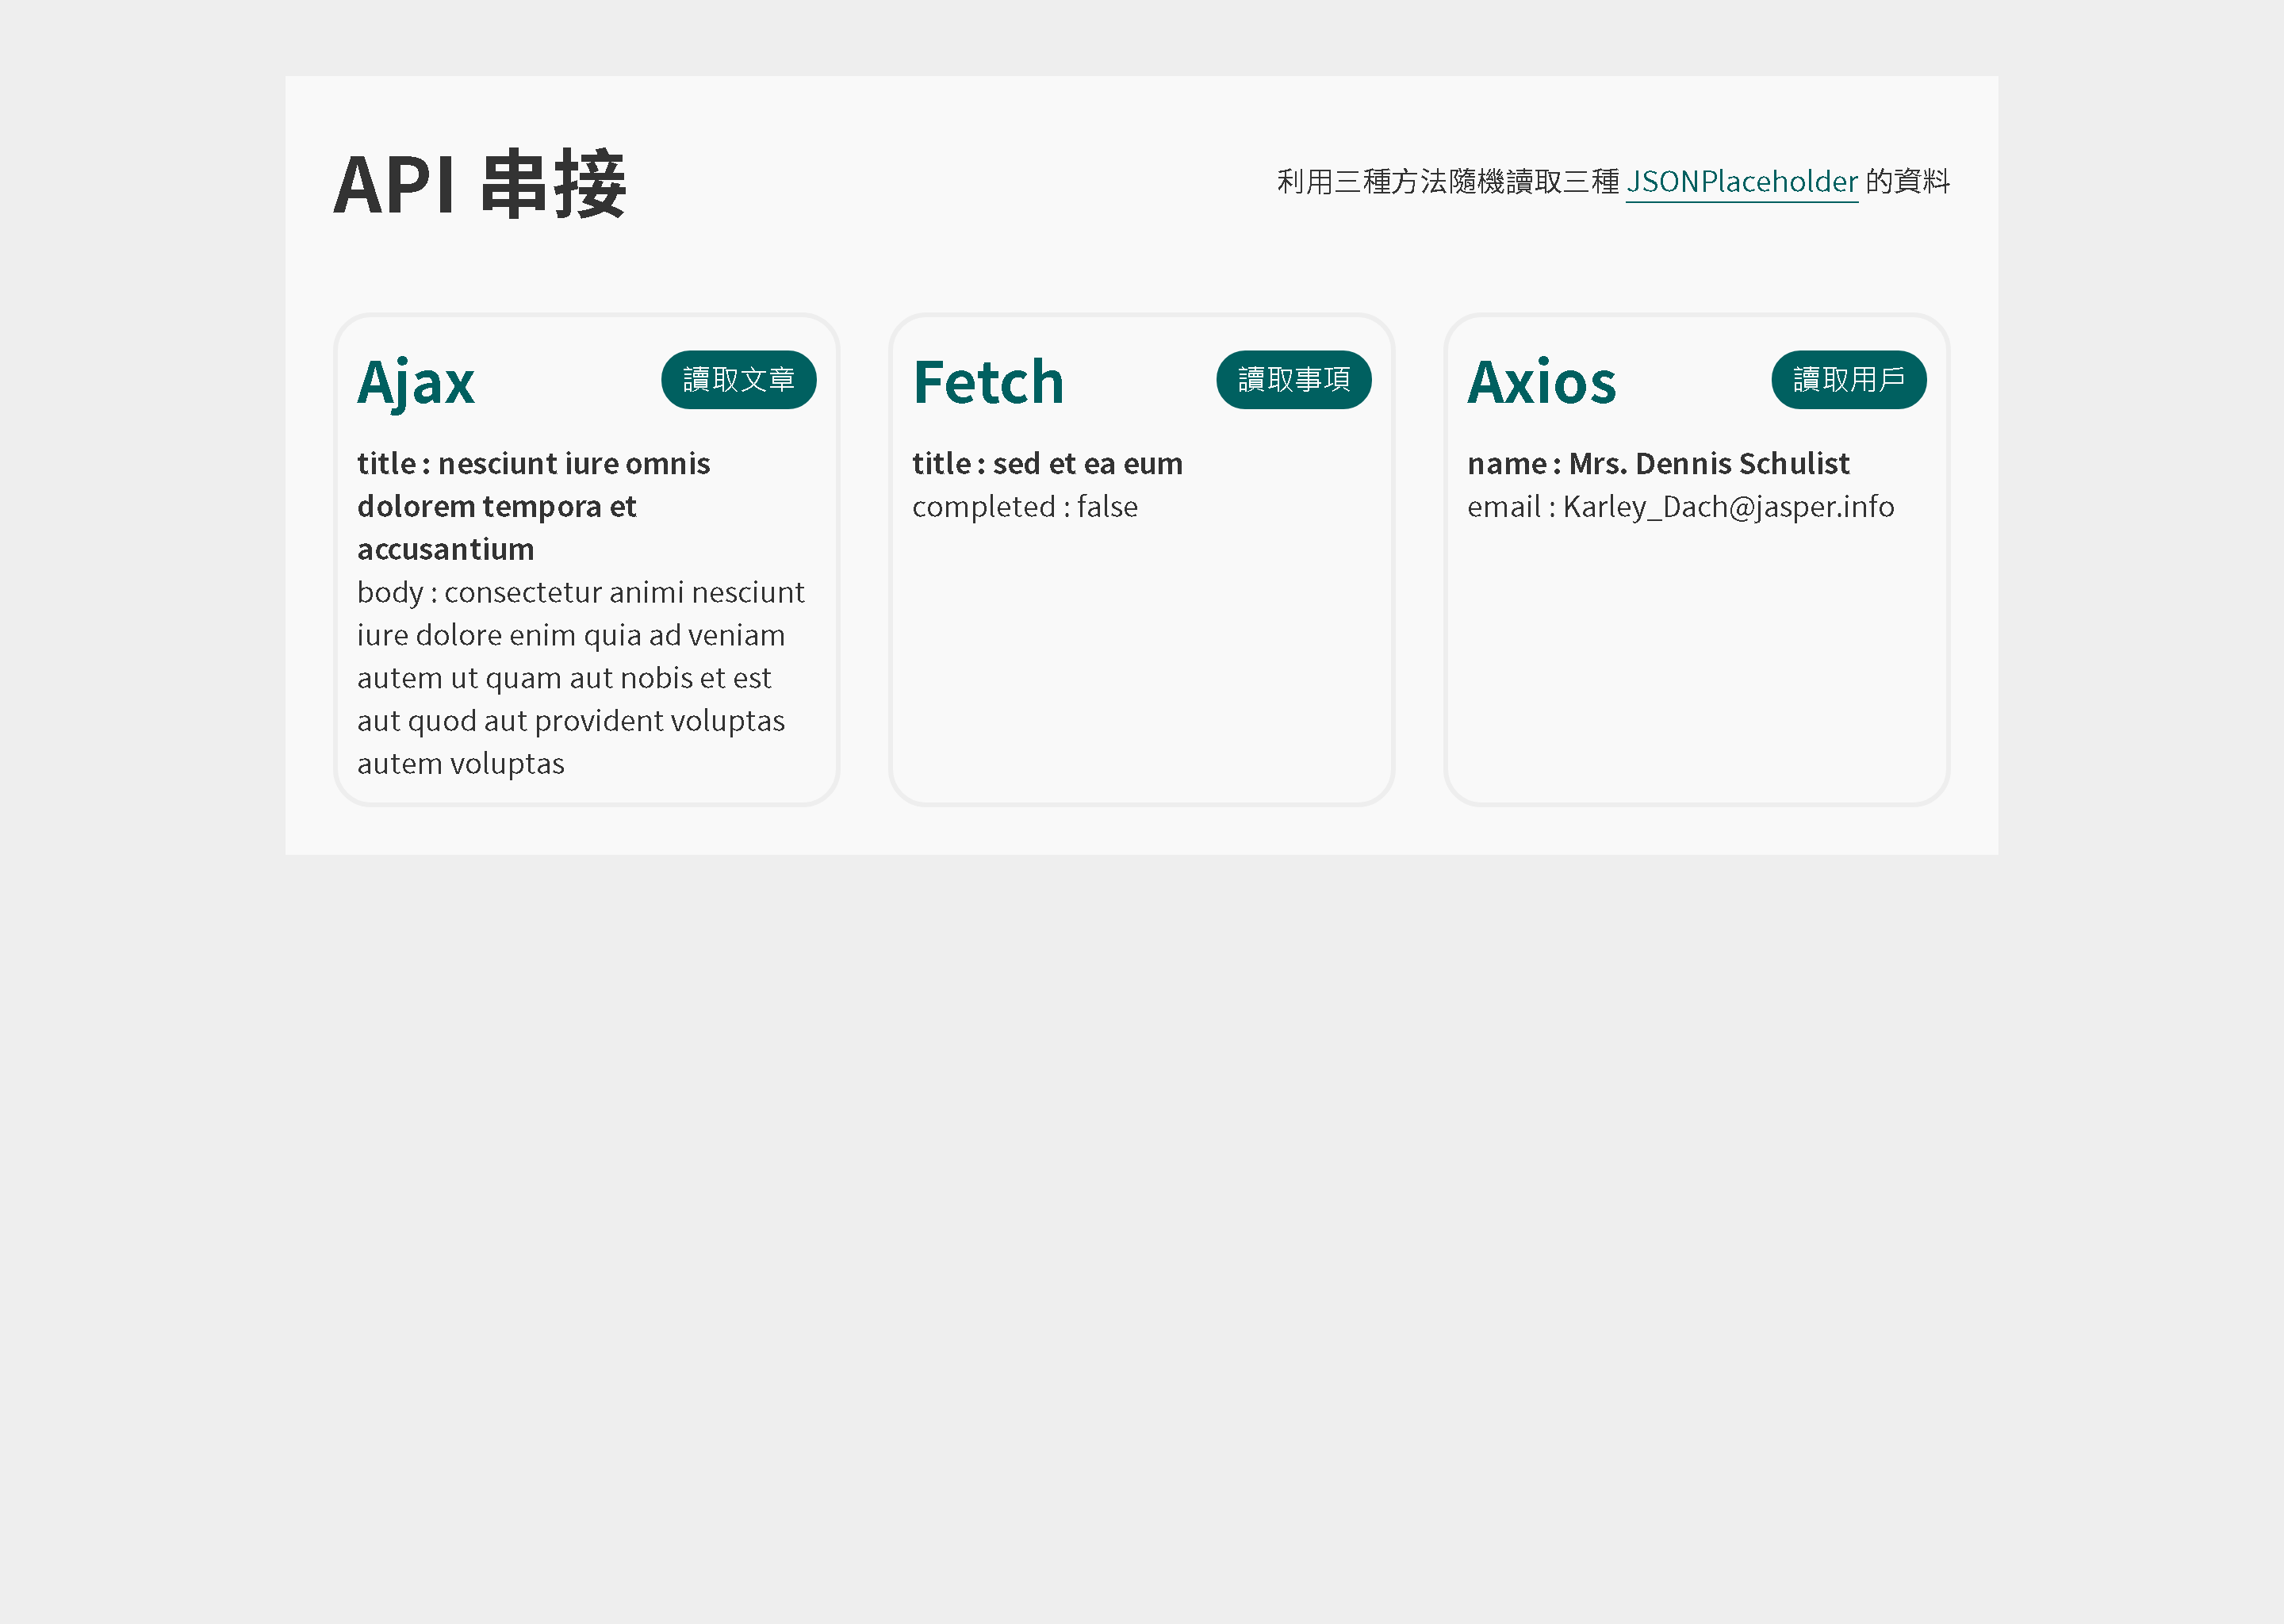 API 串接
利用三種方法隨機讀取三種 JSONPlaceholder 的資料
Ajax
讀取文章
title : nesciunt iure omnis
dolorem tempora et
accusantium
body : consectetur animi nesciunt
iure dolore enim quia ad veniam
autem ut quam aut nobis et est
aut quod aut provident voluptas
autem voluptas
Fetch
讀取事項
title : sed et ea eum
completed : false
Axios
讀取用戶
name : Mrs. Dennis Schulist
email : Karley_Dach@jasper.info